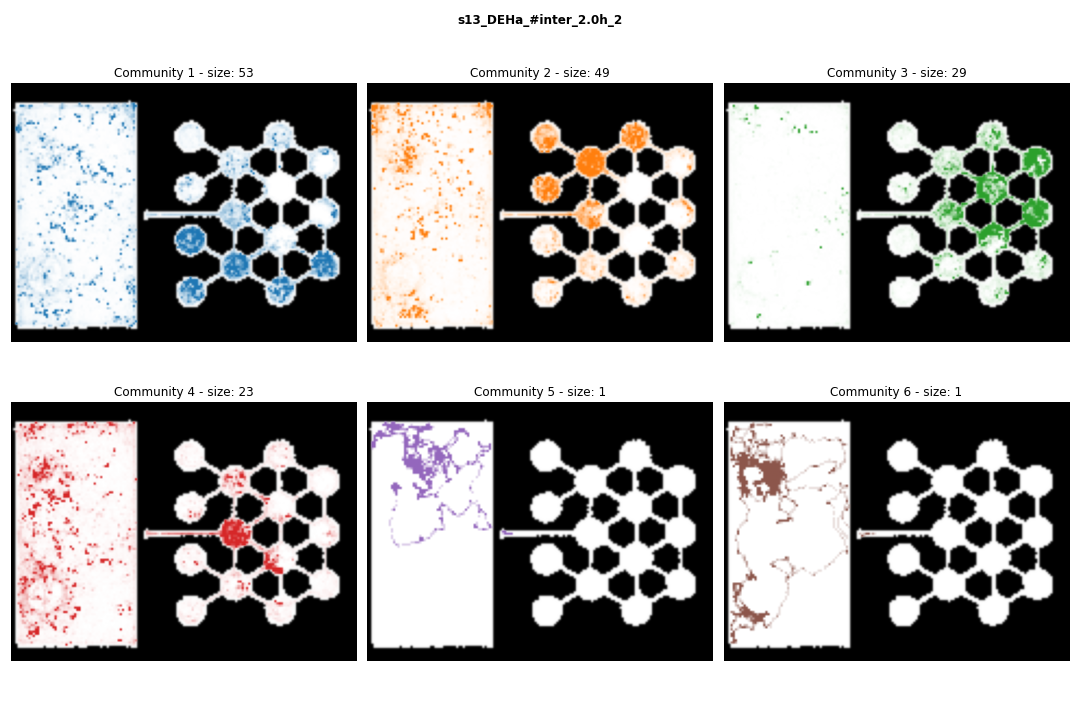 s13_DEHa_#inter_2.0h_2
Community 1 - size: 53
Community 2 - size: 49
Community 3 - size: 29
Community 4 - size: 23
Community 5 - size: 1
Community 6 - size: 1